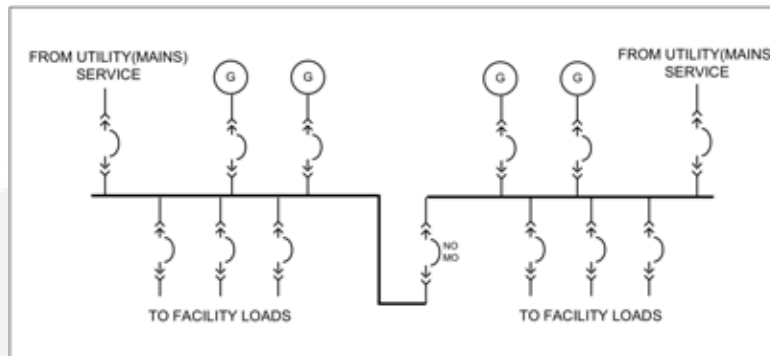 FROM UTILITY(MAINS)
SERVICE
G
G
G
G
FROM UTILITY(MAINS)
SERVICE
NO
MO
TO FACILITY LOADS
TO FACILITY LOADS